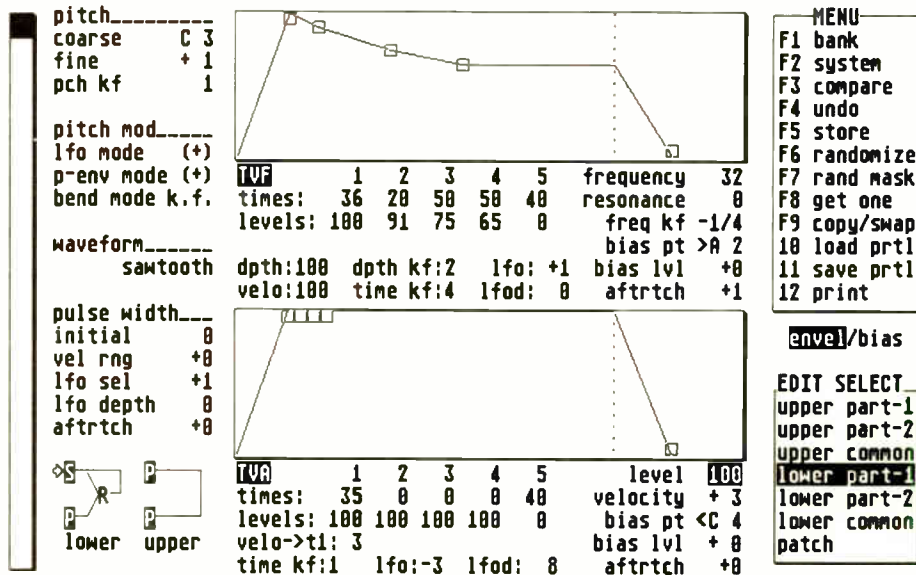 pitch
coarse C 3
fine + 1
pch kf 1
pitch mod
lfo mode (+)
p-env mode (+)
bend mode k.f.
waveform
sawtooth
pulse width
initial 0
vel rng +0
lfo sel +1
lfo depth 0
aftrtch +0
S P
R
P P
lower upper
TVF 1 2 3 4 5 frequency 32
times: 36 20 50 50 40 resonance 0
levels: 100 91 75 65 0 freq kf -1/4
bias pt >A 2
dpth:100 dpth kf:2 lfo: +1 bias lvl +0
velo:100 time kf:4 lfod: 0 aftrtch +1
TVA 1 2 3 4 5 level 100
times: 35 0 0 0 40 velocity + 3
levels: 100 100 100 100 0 bias pt <C 4
velo->t1: 3 bias lvl + 0
time kf:1 lfo:-3 lfod: 8 aftrtch +0
MENU
F1 bank
F2 system
F3 compare
F4 undo
F5 store
F6 randomize
F7 rand mask
F8 get one
F9 copy/swap
10 load prtl
11 save prtl
12 print
envel/bias
EDIT SELECT
upper part-1
upper part-2
upper common
lower part-1
lower part-2
lower common
patch